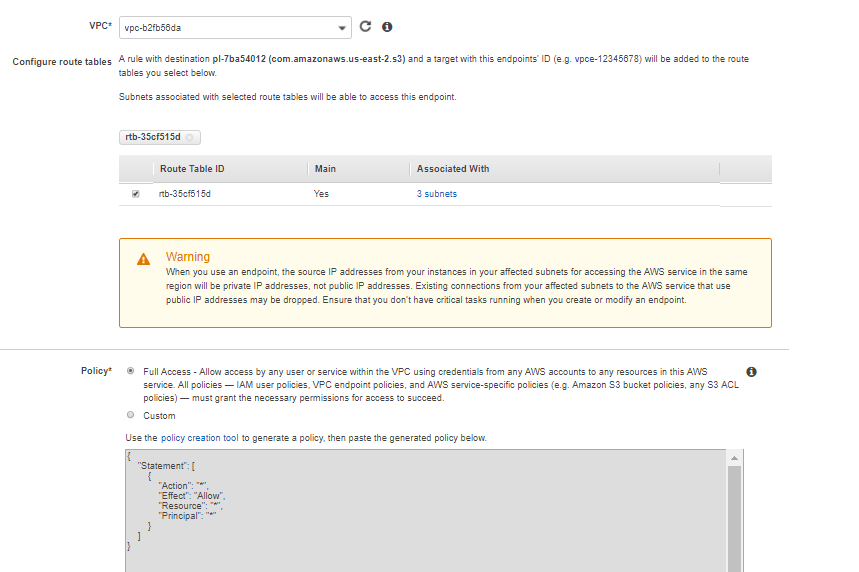 VPC* vpc-b2fb56da
Configure route tables A rule with destination pl-7ba54012 (com.amazonaws.us-east-2.s3) and a target with this endpoints' ID (e.g. vpce-12345678) will be added to the route
tables you select below.
Subnets associated with selected route tables will be able to access this endpoint.
rtb-35cf515d
Route Table ID Main Associated With
rtb-35cf515d Yes 3 subnets
Warning
When you use an endpoint, the source IP addresses from your instances in your affected subnets for accessing the AWS service in the same
region will be private IP addresses, not public IP addresses. Existing connections from your affected subnets to the AWS service that use
public IP addresses may be dropped. Ensure that you don't have critical tasks running when you create or modify an endpoint.
Policy* Full Access - Allow access by any user or service within the VPC using credentials from any AWS accounts to any resources in this AWS
service. All policies — IAM user policies, VPC endpoint policies, and AWS service-specific policies (e.g. Amazon S3 bucket policies, any S3 ACL
policies) — must grant the necessary permissions for access to succeed.
Custom
Use the policy creation tool to generate a policy, then paste the generated policy below.
{
"Statement": [
{
"Action": "*",
"Effect": "Allow",
"Resource": "*",
"Principal": "*"
}
]
}